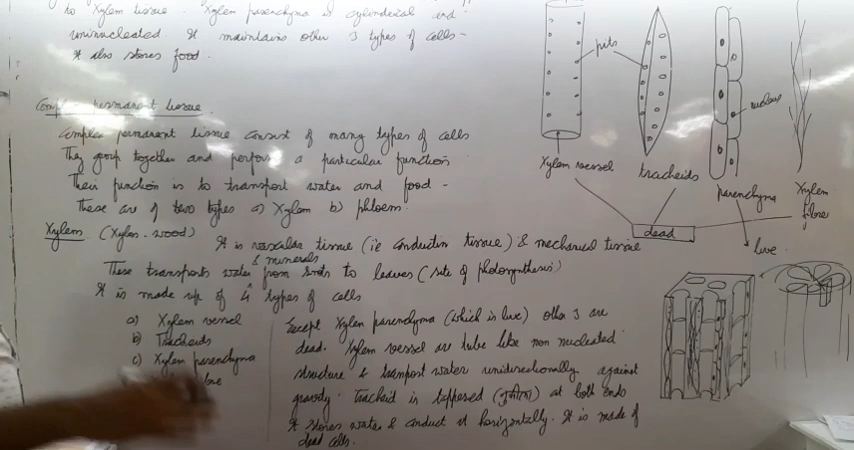 to Xylem tissue. Xylem parenchyma is cylinderical and
uninucleated It maintains other 3 types of cells -
It also stores food.
permanent tissue.
Complex permanent tissue consist of many types of cells
They group together and perform a particular function
Their function is to transport water and food -
These are of two types a) Xylem b) phloem.
Xylem (Xylos - wood) It is vascular tissue (i.e conductin tissue) & mechanical tissue
These transports water & minerals from roots to leaves (site of photosynthesis)
It is made up of 4 types of cells
a) Xylem vessel
b) Tracheids
c) Xylem parenchyma
Except Xylem parenchyma (which is live) other 3 are
dead. Xylem vessel are tube like non nucleated
structure & transport water unidirectionally against
gravity. Tracheid is tappered at both ends
It stores water & conduct it horizontally. It is made of
dead cells.
pits
nucleus
Xylem vessel
tracheids
parenchyma
Xylem
fibre
dead
live